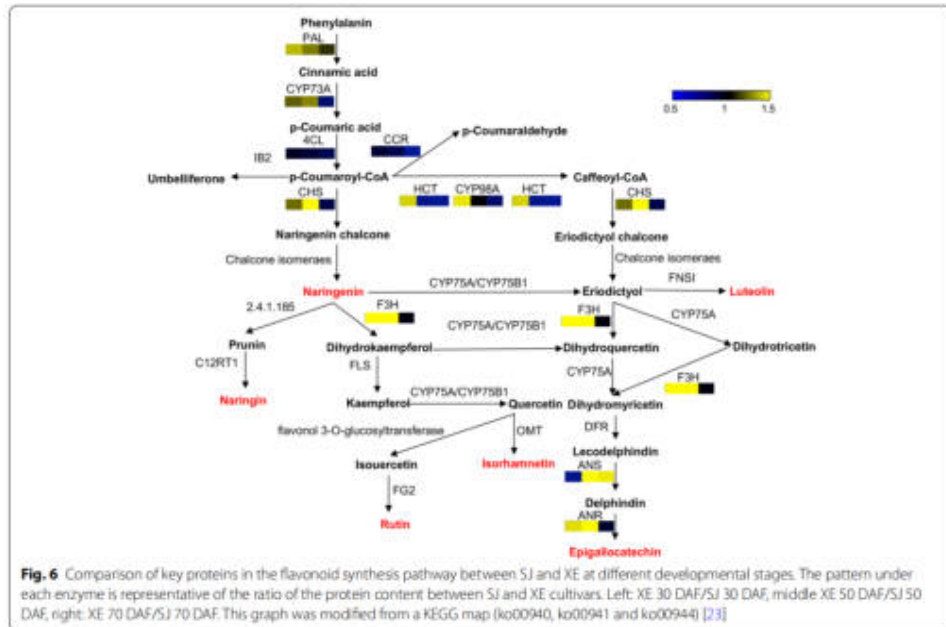 Phenylalanin
PAL
Cinnamic acid
CYP73A
0.5 1 1.5
p-Coumaric acid
4CL CCR p-Coumaraldehyde
IB2
Umbelliferone p-Coumaroyl-CoA Caffeoyl-CoA
CHS HCT CYP98A HCT CHS
Naringenin chalcone Eriodictyol chalcone
Chalcone isomeraes Chalcone isomeraes
CYP75A/CYP75B1 FNSI
Naringenin Eriodictyol Luteolin
2.4.1.185 F3H F3H CYP75A
CYP75A/CYP75B1
Prunin Dihydrokaempferol Dihydroquercetin Dihydrotricetin
C12RT1 FLS CYP75A F3H
CYP75A/CYP75B1
Naringin Kaempferol Quercetin Dihydromyricetin
flavonol 3-O-glucosyltransferase OMT DFR
Isouercetin Isorhamnetin Lecodelphindin
ANS
FG2
Delphindin
Rutin ANR
Epigallocatechin
Fig. 6 Comparison of key proteins in the flavonoid synthesis pathway between SJ and XE at different developmental stages. The pattern under
each enzyme is representative of the ratio of the protein content between SJ and XE cultivars. Left: XE 30 DAF/SJ 30 DAF, middle XE 50 DAF/SJ 50
DAF, right: XE 70 DAF/SJ 70 DAF. This graph was modified from a KEGG map (ko00940, ko00941 and ko00944) [23]